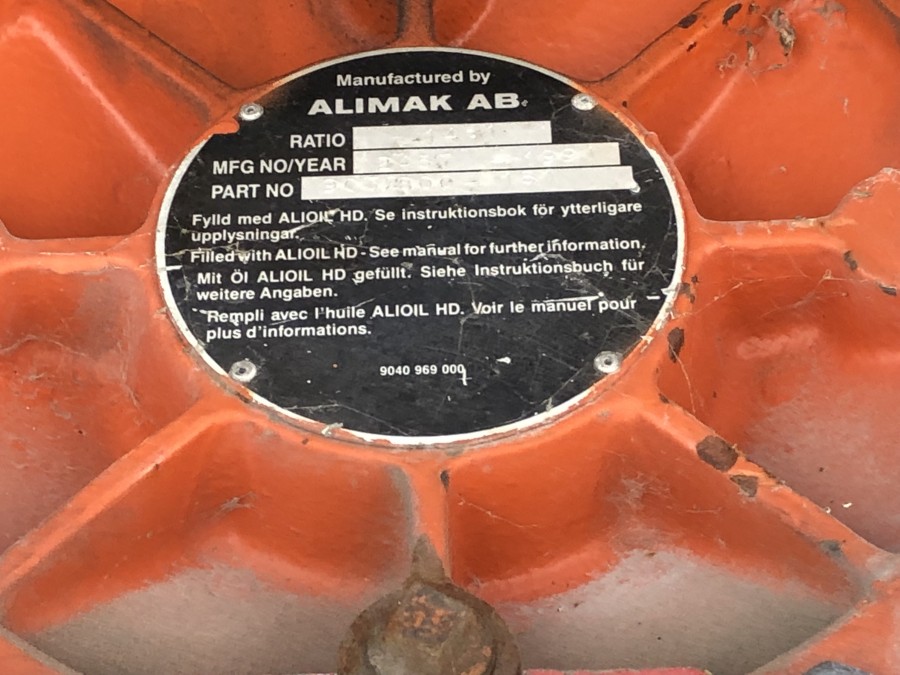 Manufactured by
ALIMAK AB
RATIO
MFG NO/YEAR
PART NO
Fylld med ALIOIL HD. Se instruktionsbok för ytterligare
upplysningar.
Filled with ALIOIL HD - See manual for further information.
Mit Öl ALIOIL HD gefüllt. Siehe Instruktionsbuch für
weitere Angaben.
Rempli avec l'huile ALIOIL HD. Voir le manuel pour
plus d'informations.
9040 969 000